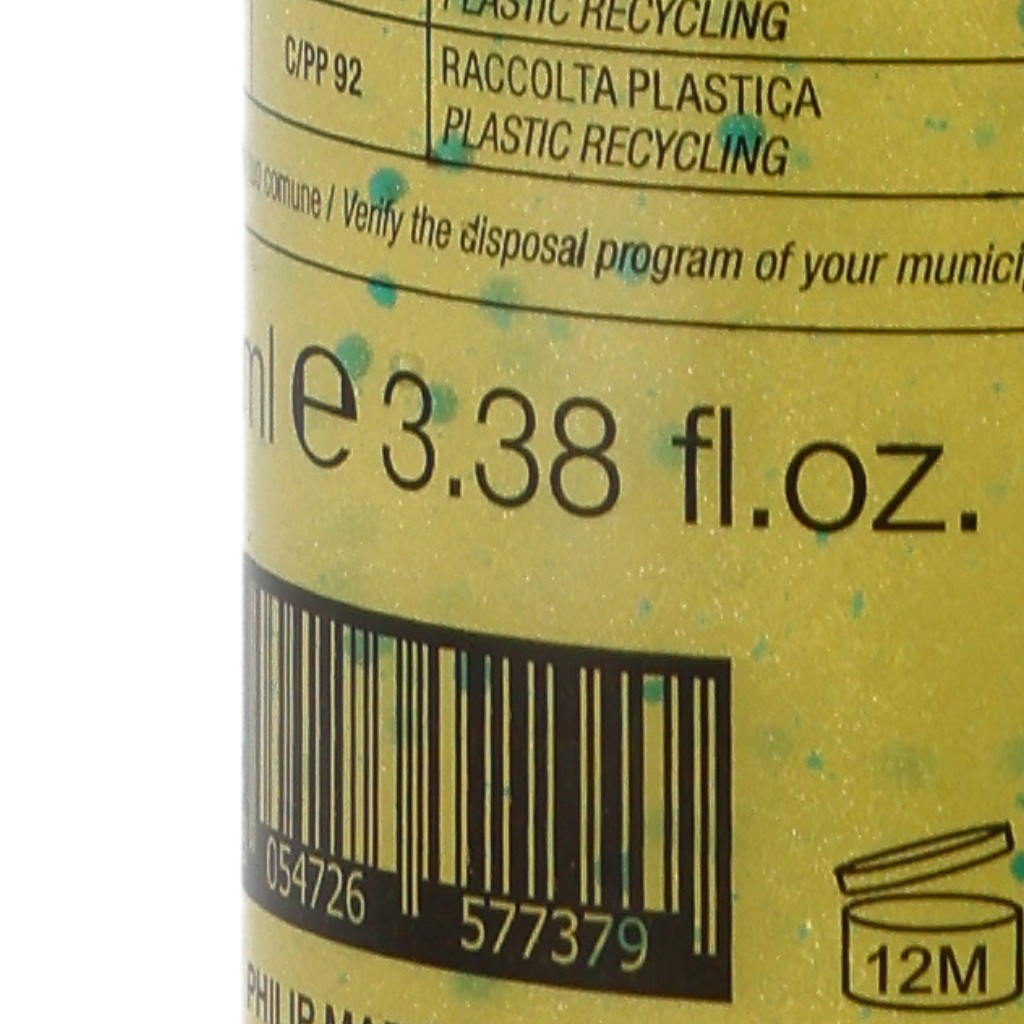 PLASTIC RECYCLING
C/PP 92
RACCOLTA PLASTICA
PLASTIC RECYCLING
comune / Verify the disposal program of your munici
ml e 3.38 fl.oz.
054726 577379
12M
PHILIP